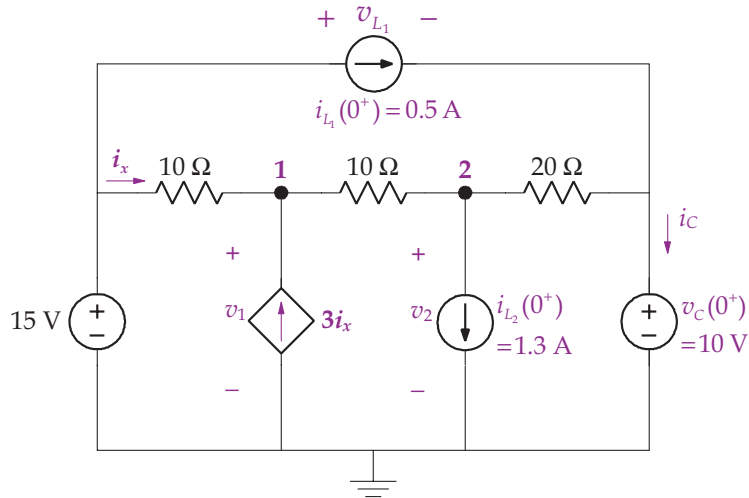 + v_{L_1} −
i_{L_1}(0⁺) = 0.5 A
i_x
10 Ω
1
10 Ω
2
20 Ω
i_C
15 V
+
−
+
v_1
−
3i_x
+
v_2
−
i_{L_2}(0⁺)
= 1.3 A
+
−
v_C(0⁺)
= 10 V